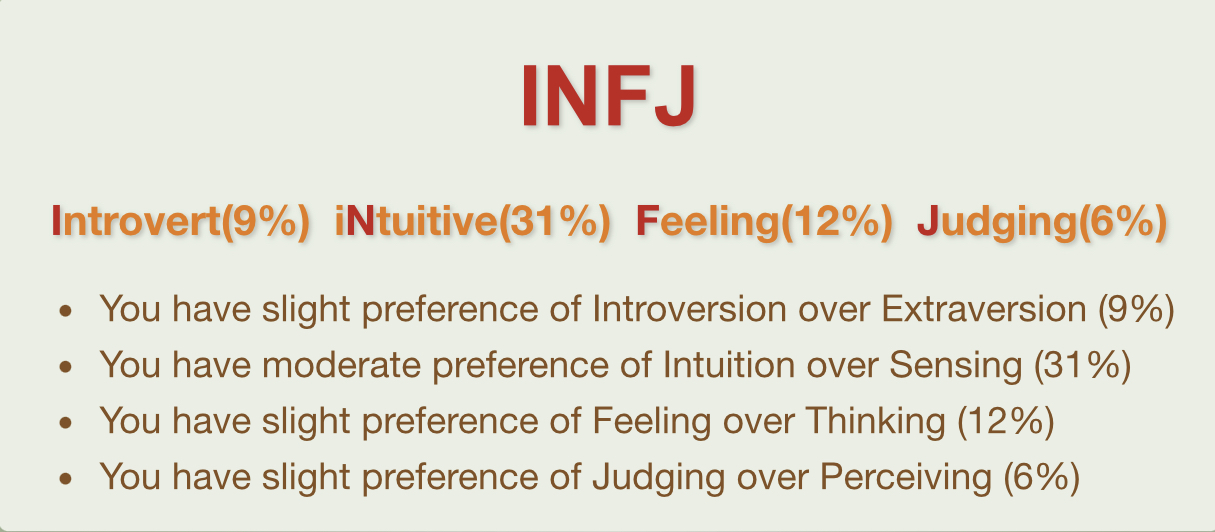 INFJ
Introvert(9%) iNtuitive(31%) Feeling(12%) Judging(6%)
• You have slight preference of Introversion over Extraversion (9%)
• You have moderate preference of Intuition over Sensing (31%)
• You have slight preference of Feeling over Thinking (12%)
• You have slight preference of Judging over Perceiving (6%)